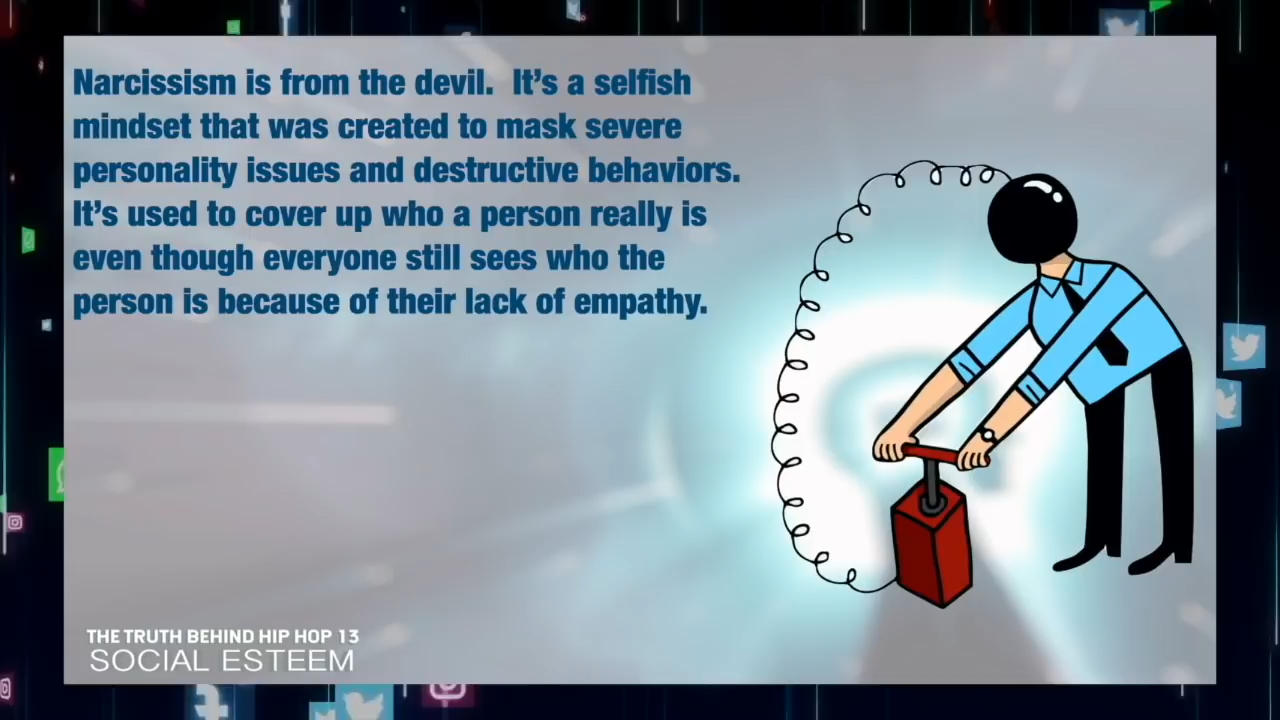 Narcissism is from the devil.  It’s a selfish
mindset that was created to mask severe
personality issues and destructive behaviors.
It’s used to cover up who a person really is
even though everyone still sees who the
person is because of their lack of empathy.
THE TRUTH BEHIND HIP HOP 13
SOCIAL ESTEEM